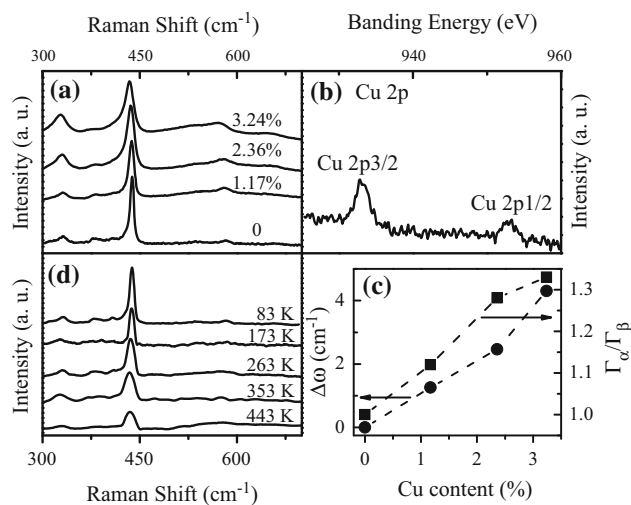 Raman Shift (cm⁻¹)
Banding Energy (eV)
300 450 600
940 960
(a)
3.24%
2.36%
1.17%
0
Intensity (a. u.)
(b)
Cu 2p
Cu 2p3/2
Cu 2p1/2
Intensity (a. u.)
(d)
83 K
173 K
263 K
353 K
443 K
Intensity (a. u.)
300 450 600
Raman Shift (cm⁻¹)
(c)
4
2
0
Δω (cm⁻¹)
1.3
1.2
1.1
1.0
Γα/Γβ
0 1 2 3
Cu content (%)